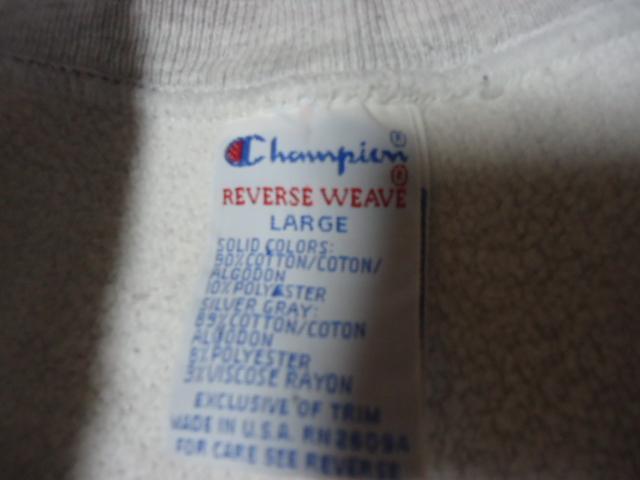 Champion®
®
REVERSE WEAVE
LARGE
SOLID COLORS:
90%COTTON/COTON/
ALGODON
10%POLYESTER
SILVER GRAY:
89%COTTON/COTON
ALGODON
8%POLYESTER
3%VISCOSE RAYON
EXCLUSIVE OF TRIM
MADE IN U.S.A. RN26094
FOR CARE SEE REVERSE